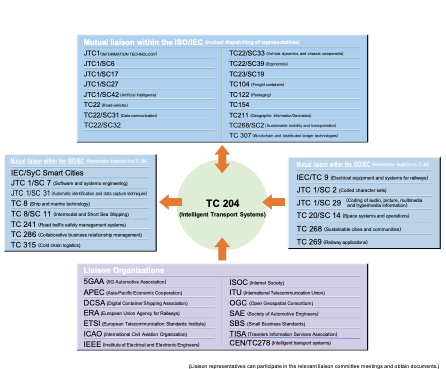 Mutual liaison within the ISO/IEC (mutual dispatching of representatives)
JTC1 (INFORMATION TECHNOLOGY)
JTC1/SC6
JTC1/SC17
JTC1/SC27
JTC1/SC42 (Artificial Intelligence)
TC22 (Road vehicles)
TC22/SC31 (Data communication)
TC22/SC32
TC22/SC33 (Vehicle dynamics and chassis components)
TC22/SC39 (Ergonomics)
TC23/SC19
TC104 (Freight containers)
TC122 (Packaging)
TC154
TC211 (Geographic information/Geomatics)
TC268/SC2 (Sustainable mobility and transportation)
TC 307 (Blockchain and distributed ledger technologies)
Mutual liaison within the ISO/IEC (Representative dispatched from TC 204)
IEC/SyC Smart Cities
JTC 1/SC 7 (Software and systems engineering)
JTC 1/SC 31 (Automatic identification and data capture techniques)
TC 8 (Ship and marine technology)
TC 8/SC 11 (Intermodal and Short Sea Shipping)
TC 241 (Road traffic safety management systems)
TC 286 (Collaborative business relationship management)
TC 315 (Cold chain logistics)
TC 204
(Intelligent Transport Systems)
Mutual liaison within the ISO/IEC (Representative dispatched to TC 204)
IEC/TC 9 (Electrical equipment and systems for railways)
JTC 1/SC 2 (Coded character sets)
JTC 1/SC 29 (Coding of audio, picture, multimedia
and hypermedia information)
TC 20/SC 14 (Space systems and operations)
TC 268 (Sustainable cities and communities)
TC 269 (Railway applications)
Liaison Organizations
5GAA (5G Automotive Association)
APEC (Asia-Pacific Economic Cooperation)
DCSA (Digital Container Shipping Association)
ERA (European Union Agency for Railways)
ETSI (European Telecommunication Standards Institute)
ICAO (International Civil Aviation Organization)
IEEE (Institute of Electrical and Electronic Engineers)
ISOC (Internet Society)
ITU (International Telecommunication Union)
OGC (Open Geospatial Consortium)
SAE (Society of Automotive Engineers)
SBS (Small Business Standards)
TISA (Travelers Information Services Association)
CEN/TC278 (Intelligent transport systems)
(Liaison representatives can participate in the relevant liaison committee meetings and obtain documents.)